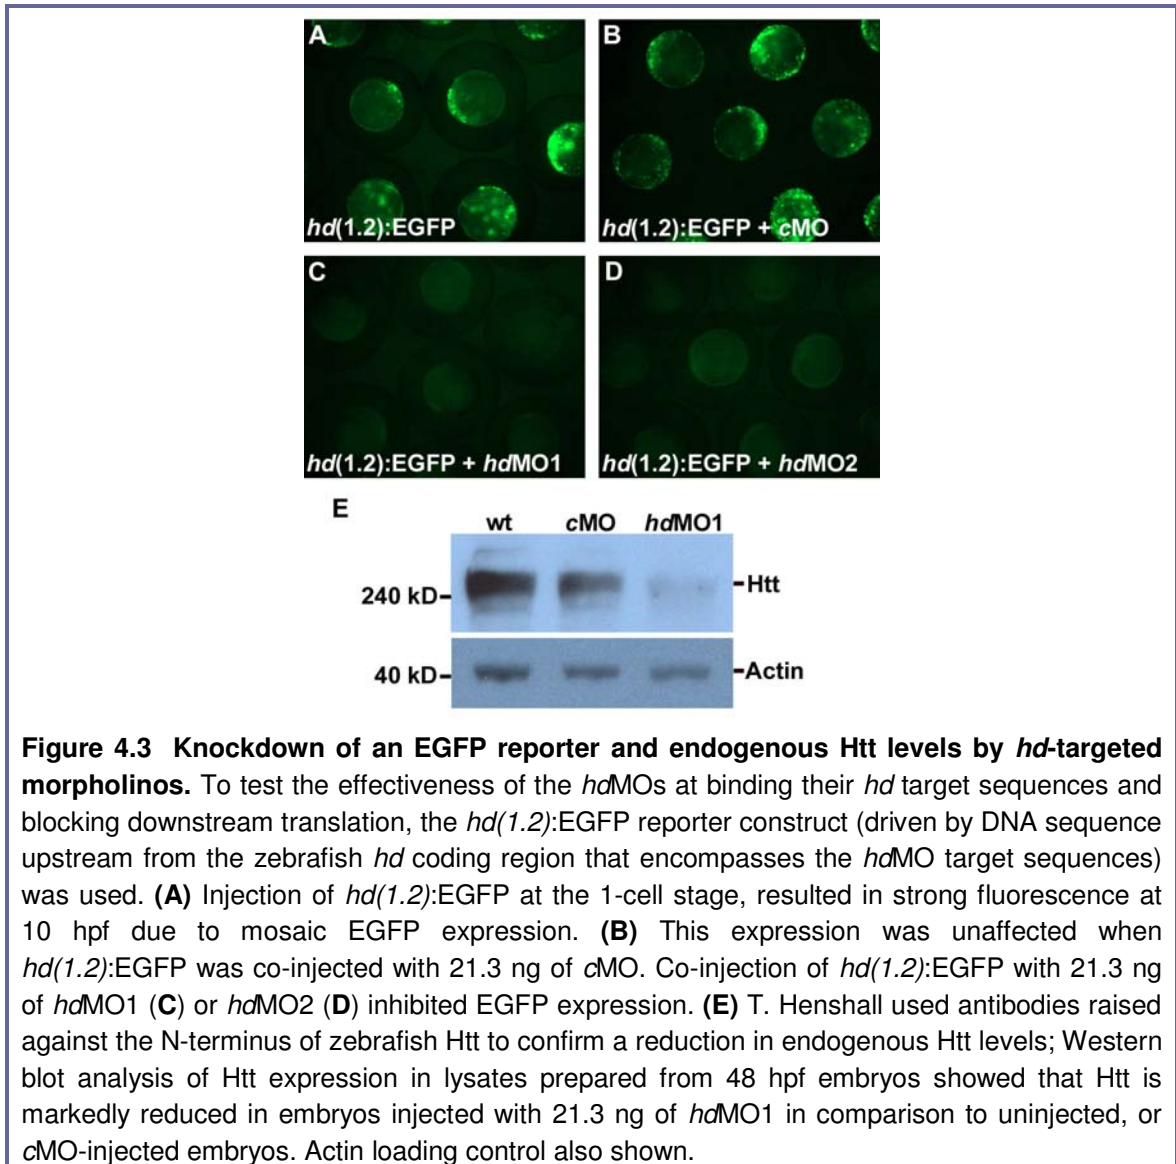 A
B
hd(1.2):EGFP
hd(1.2):EGFP + cMO
C
D
hd(1.2):EGFP + hdMO1
hd(1.2):EGFP + hdMO2
E
wt cMO hdMO1
240 kD
Htt
40 kD
Actin
Figure 4.3 Knockdown of an EGFP reporter and endogenous Htt levels by hd-targeted
morpholinos. To test the effectiveness of the hdMOs at binding their hd target sequences and
blocking downstream translation, the hd(1.2):EGFP reporter construct (driven by DNA sequence
upstream from the zebrafish hd coding region that encompasses the hdMO target sequences)
was used. (A) Injection of hd(1.2):EGFP at the 1-cell stage, resulted in strong fluorescence at
10 hpf due to mosaic EGFP expression. (B) This expression was unaffected when
hd(1.2):EGFP was co-injected with 21.3 ng of cMO. Co-injection of hd(1.2):EGFP with 21.3 ng
of hdMO1 (C) or hdMO2 (D) inhibited EGFP expression. (E) T. Henshall used antibodies raised
against the N-terminus of zebrafish Htt to confirm a reduction in endogenous Htt levels; Western
blot analysis of Htt expression in lysates prepared from 48 hpf embryos showed that Htt is
markedly reduced in embryos injected with 21.3 ng of hdMO1 in comparison to uninjected, or
cMO-injected embryos. Actin loading control also shown.